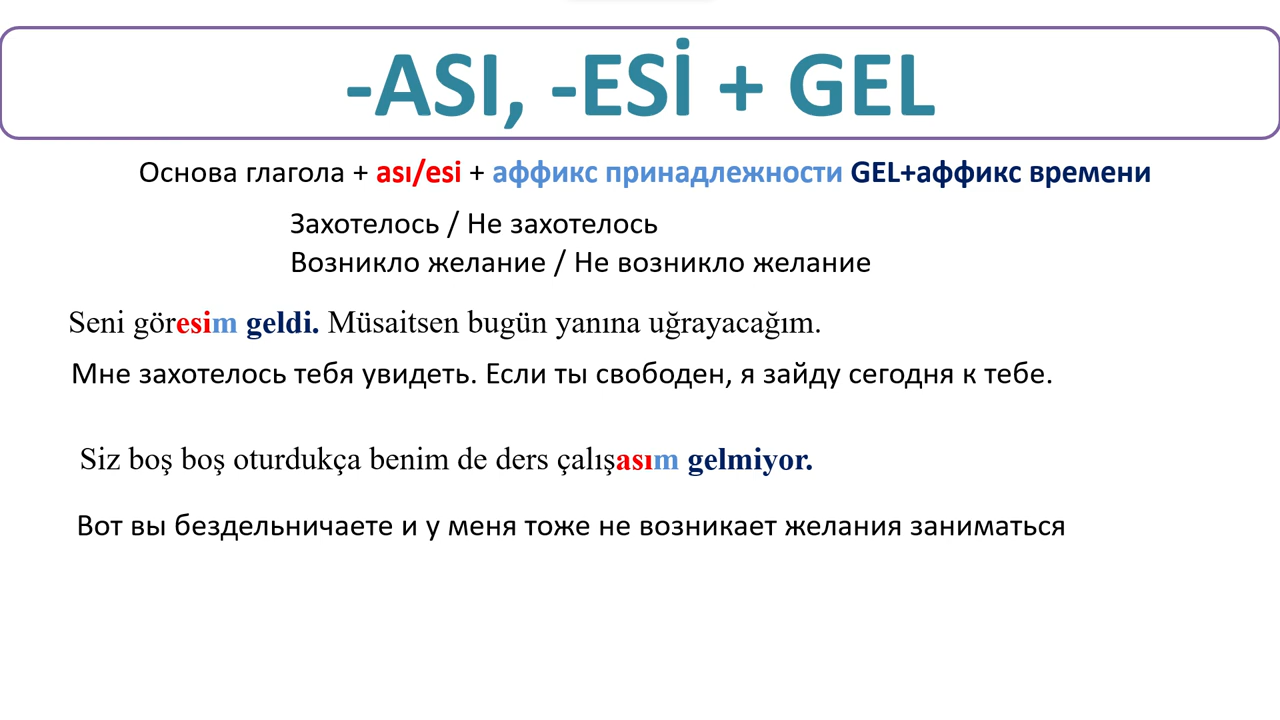 -ASI, -ESİ + GEL
Основа глагола + ası/esi + аффикс принадлежности GEL+аффикс времени
Захотелось / Не захотелось
Возникло желание / Не возникло желание
Seni göresim geldi. Müsaitsen bugün yanına uğrayacağım.
Мне захотелось тебя увидеть. Если ты свободен, я зайду сегодня к тебе.
Siz boş boş oturdukça benim de ders çalışasım gelmiyor.
Вот вы бездельничаете и у меня тоже не возникает желания заниматься